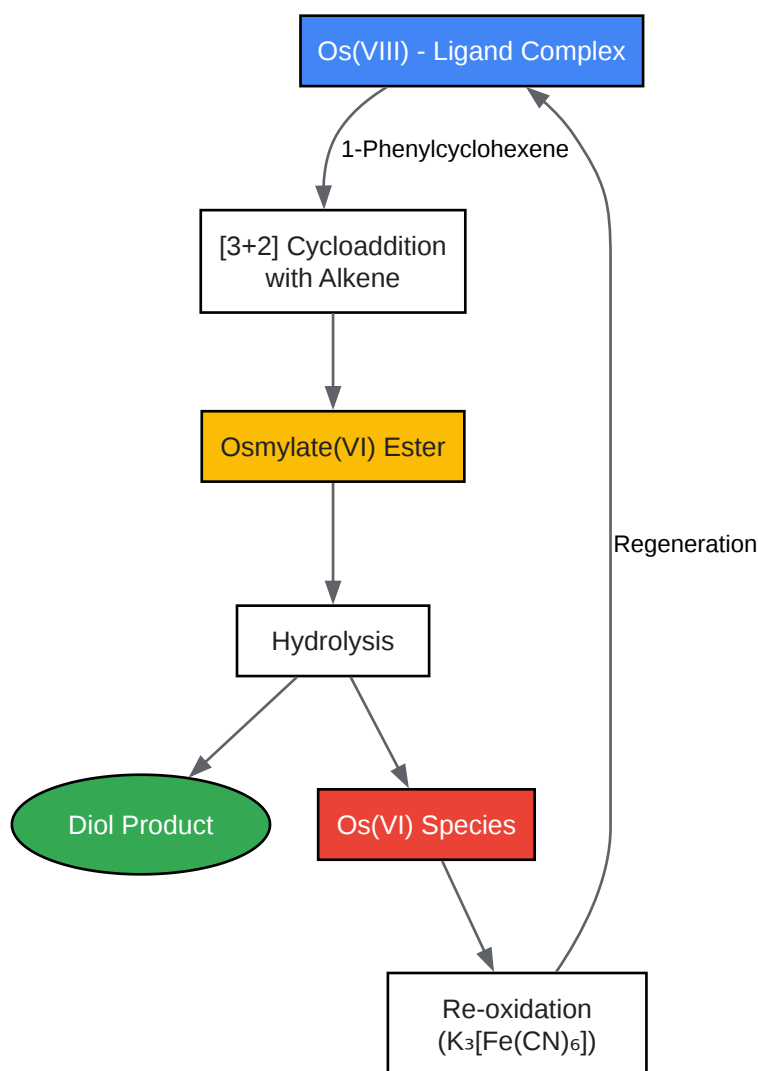 Os(VIII) - Ligand Complex
1-Phenylcyclohexene
[3+2] Cycloaddition
with Alkene
Osmylate(VI) Ester
Regeneration
Hydrolysis
Diol Product
Os(VI) Species
Re-oxidation
(K₃[Fe(CN)₆])